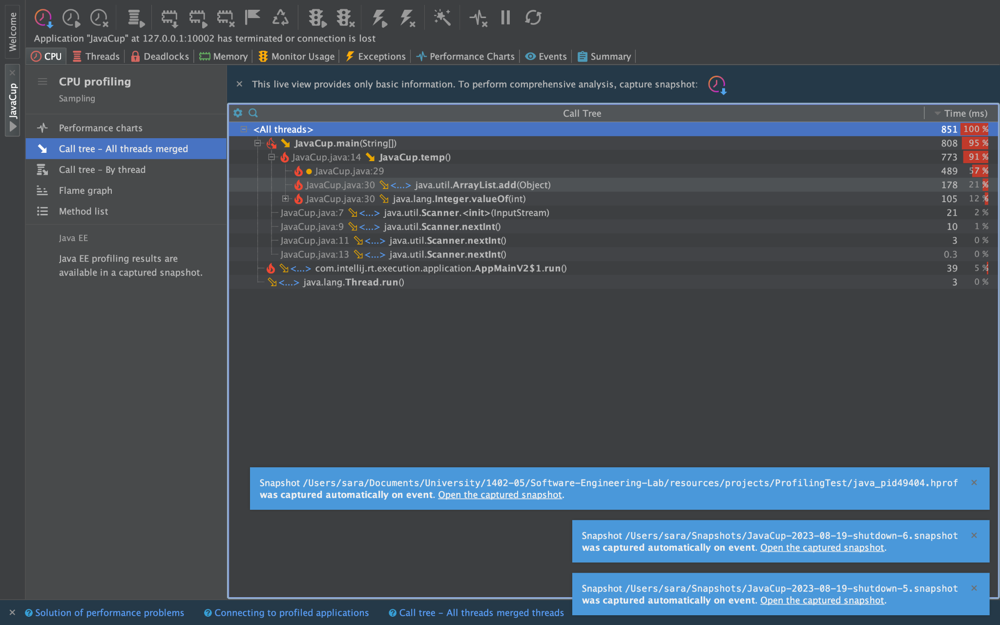 Welcome
JavaCup
Application "JavaCup" at 127.0.0.1:10002 has terminated or connection is lost
CPU Threads Deadlocks Memory Monitor Usage Exceptions Performance Charts Events Summary
CPU profiling
Sampling
Performance charts
Call tree – All threads merged
Call tree – By thread
Flame graph
Method list
Java EE
Java EE profiling results are
available in a captured snapshot.
This live view provides only basic information. To perform comprehensive analysis, capture snapshot:
Call Tree Time (ms)
<All threads> 851 100 %
JavaCup.main(String[]) 808 95 %
JavaCup.java:14 JavaCup.temp() 773 91 %
JavaCup.java:29 489 57 %
JavaCup.java:30 <...> java.util.ArrayList.add(Object) 178 21 %
JavaCup.java:30 java.lang.Integer.valueOf(int) 105 12 %
JavaCup.java:7 <...> java.util.Scanner.<init>(InputStream) 21 2 %
JavaCup.java:9 <...> java.util.Scanner.nextInt() 10 1 %
JavaCup.java:11 <...> java.util.Scanner.nextInt() 3 0 %
JavaCup.java:13 <...> java.util.Scanner.nextInt() 0.3 0 %
<...> com.intellij.rt.execution.application.AppMainV2$1.run() 39 5 %
<...> java.lang.Thread.run() 3 0 %
Snapshot /Users/sara/Documents/University/1402-05/Software-Engineering-Lab/resources/projects/ProfilingTest/java_pid49404.hprof
was captured automatically on event. Open the captured snapshot.
Snapshot /Users/sara/Snapshots/JavaCup-2023-08-19-shutdown-6.snapshot
was captured automatically on event. Open the captured snapshot.
Snapshot /Users/sara/Snapshots/JavaCup-2023-08-19-shutdown-5.snapshot
was captured automatically on event. Open the captured snapshot.
Solution of performance problems Connecting to profiled applications Call tree – All threads merged threads